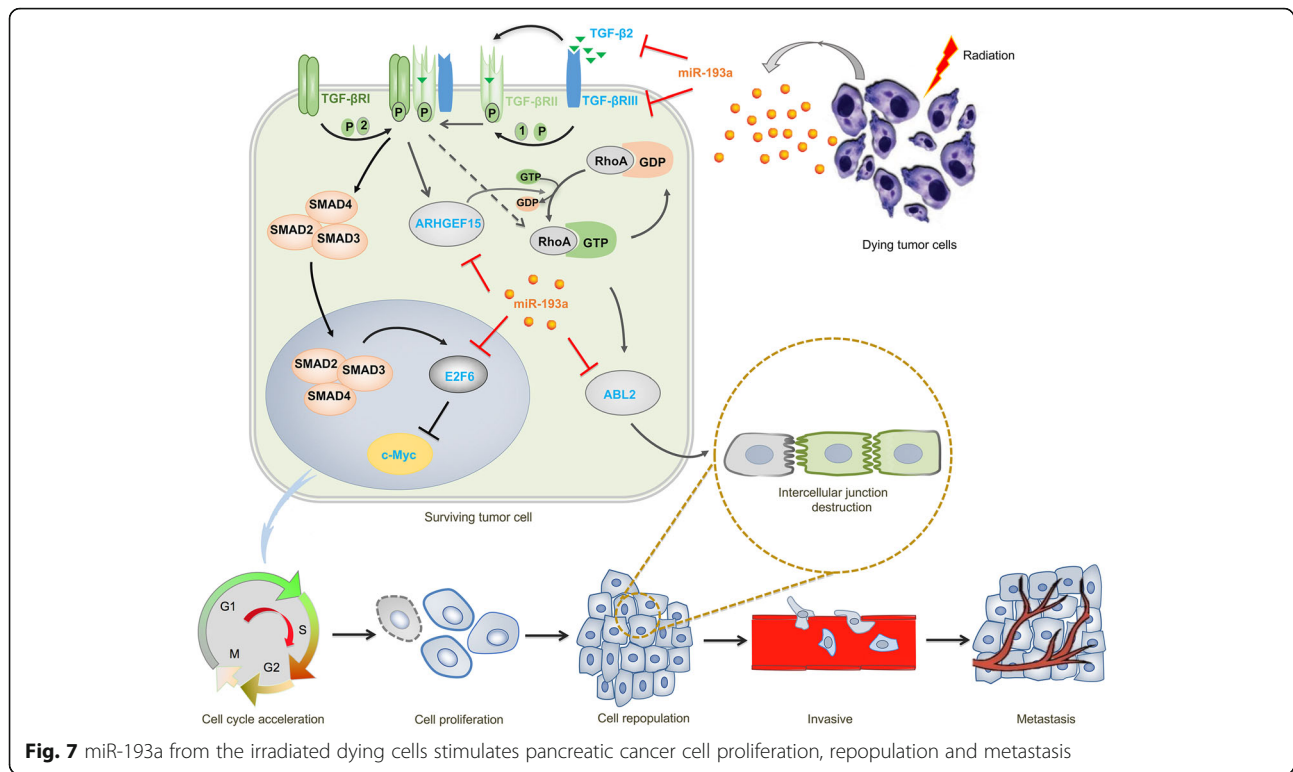 TGF-β2
miR-193a
Radiation
TGF-βRI
TGF-βRII
TGF-βRIII
P
P
P
P 2
1 P
RhoA
GDP
GTP
GDP
SMAD4
SMAD2
SMAD3
ARHGEF15
RhoA
GTP
Dying tumor cells
miR-193a
SMAD2
SMAD3
SMAD4
E2F6
ABL2
c-Myc
Intercellular junction
destruction
Surviving tumor cell
G1
S
M
G2
Cell cycle acceleration
Cell proliferation
Cell repopulation
Invasive
Metastasis
Fig. 7 miR-193a from the irradiated dying cells stimulates pancreatic cancer cell proliferation, repopulation and metastasis